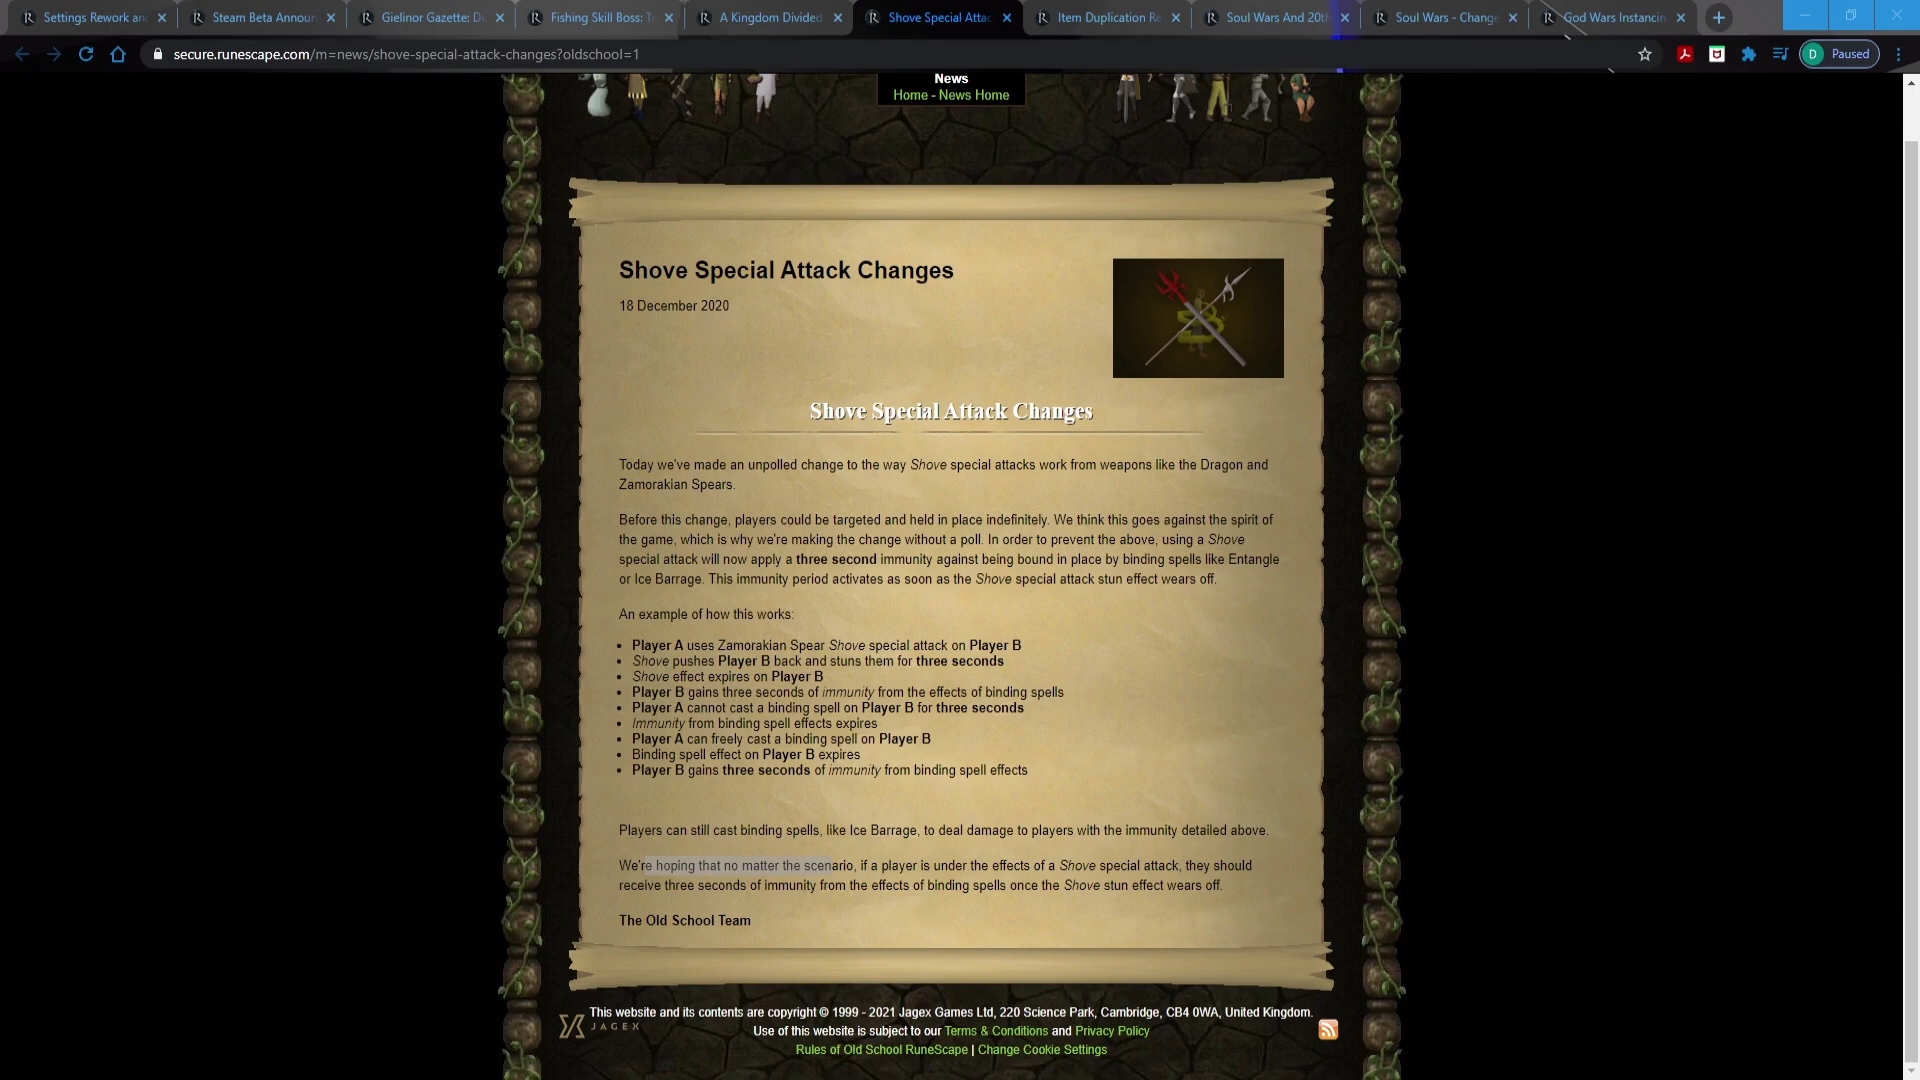 Settings Rework an
Steam Beta Announ
Gielinor Gazette: D
Fishing Skill Boss: T
A Kingdom Divided
Shove Special Attac
Item Duplication Re
Soul Wars And 20th
Soul Wars - Change
God Wars Instancin
secure.runescape.com/m=news/shove-special-attack-changes?oldschool=1
D Paused
News
Home - News Home
Shove Special Attack Changes
18 December 2020
Shove Special Attack Changes
Today we've made an unpolled change to the way Shove special attacks work from weapons like the Dragon and
Zamorakian Spears.
Before this change, players could be targeted and held in place indefinitely. We think this goes against the spirit of
the game, which is why we're making the change without a poll. In order to prevent the above, using a Shove
special attack will now apply a three second immunity against being bound in place by binding spells like Entangle
or Ice Barrage. This immunity period activates as soon as the Shove special attack stun effect wears off.
An example of how this works:
• Player A uses Zamorakian Spear Shove special attack on Player B
• Shove pushes Player B back and stuns them for three seconds
• Shove effect expires on Player B
• Player B gains three seconds of immunity from the effects of binding spells
• Player A cannot cast a binding spell on Player B for three seconds
• Immunity from binding spell effects expires
• Player A can freely cast a binding spell on Player B
• Binding spell effect on Player B expires
• Player B gains three seconds of immunity from binding spell effects
Players can still cast binding spells, like Ice Barrage, to deal damage to players with the immunity detailed above.
We're hoping that no matter the scenario, if a player is under the effects of a Shove special attack, they should
receive three seconds of immunity from the effects of binding spells once the Shove stun effect wears off.
The Old School Team
This website and its contents are copyright © 1999 - 2021 Jagex Games Ltd, 220 Science Park, Cambridge, CB4 0WA, United Kingdom.
JAGEX
Use of this website is subject to our Terms & Conditions and Privacy Policy
Rules of Old School RuneScape | Change Cookie Settings